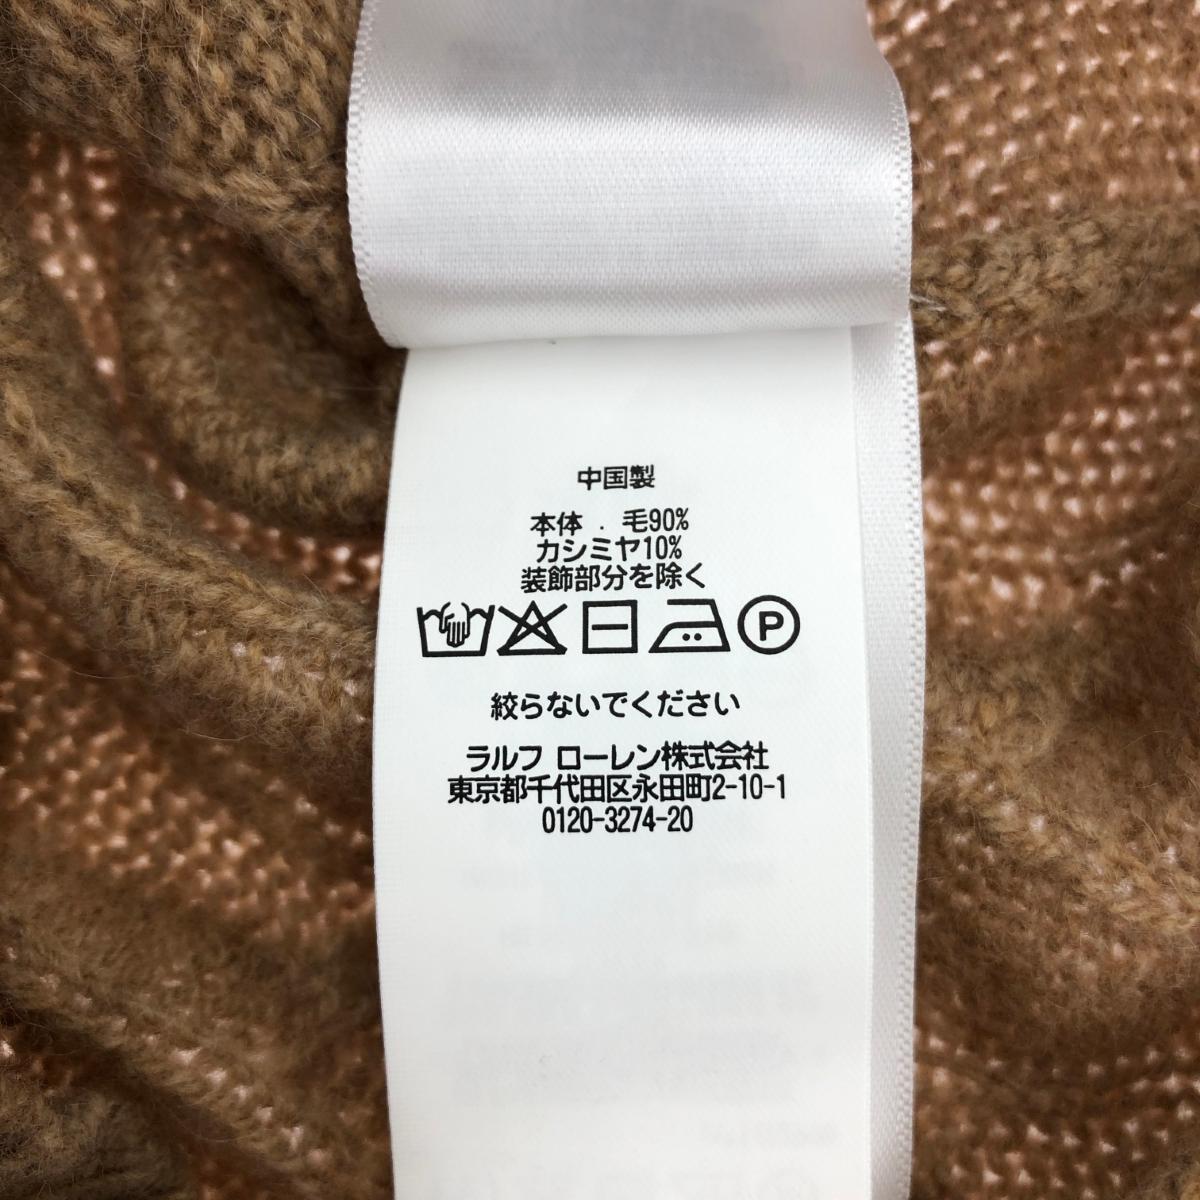 中国製
本体 . 毛90%
カシミヤ10%
装飾部分を除く
P
絞らないでください
ラルフ ローレン株式会社
東京都千代田区永田町2-10-1
0120-3274-20